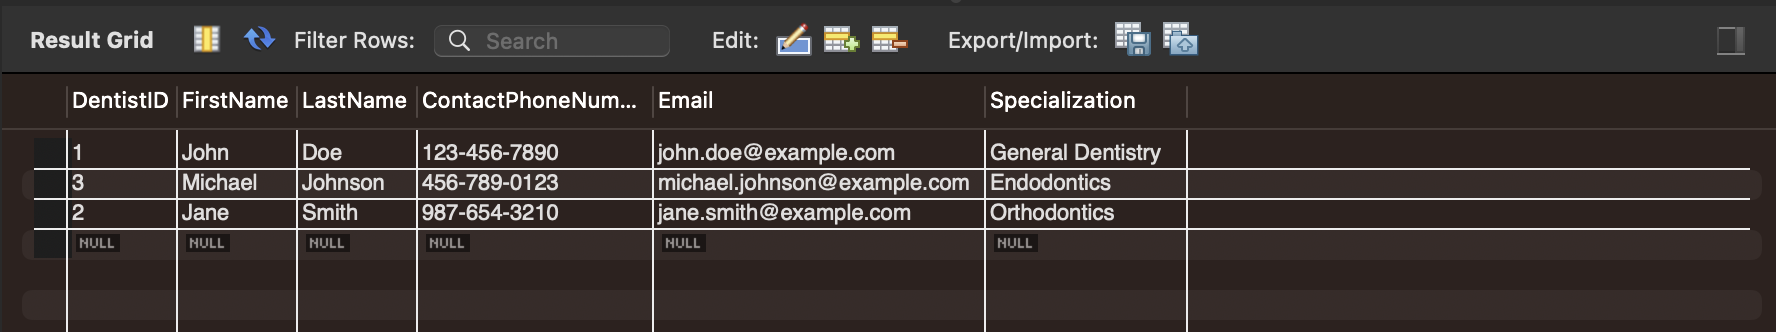 Result Grid Filter Rows: Search Edit: Export/Import:
DentistID FirstName LastName ContactPhoneNum... Email Specialization
1 John Doe 123-456-7890 john.doe@example.com General Dentistry
3 Michael Johnson 456-789-0123 michael.johnson@example.com Endodontics
2 Jane Smith 987-654-3210 jane.smith@example.com Orthodontics
NULL NULL NULL NULL NULL NULL